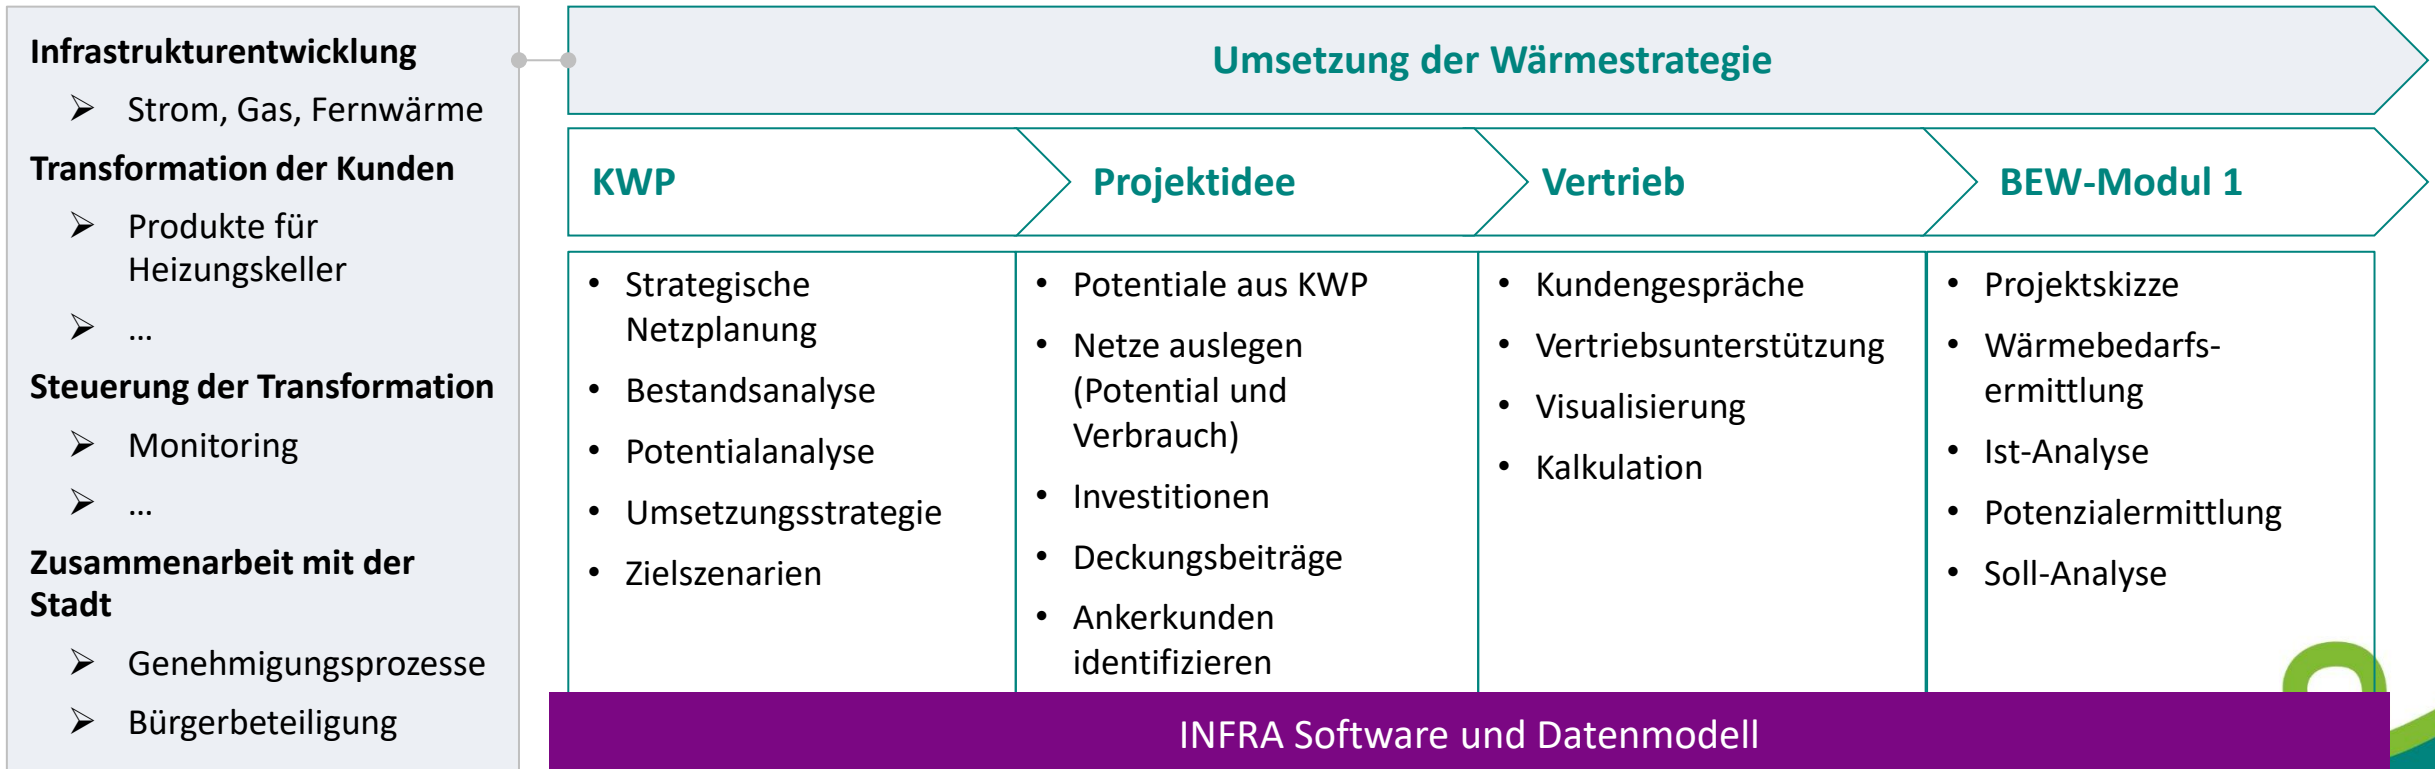 Infrastrukturentwicklung
➢ Strom, Gas, Fernwärme
Transformation der Kunden
➢ Produkte für
Heizungskeller
➢ …
Steuerung der Transformation
➢ Monitoring
➢ …
Zusammenarbeit mit der
Stadt
➢ Genehmigungsprozesse
➢ Bürgerbeteiligung
Umsetzung der Wärmestrategie
KWP
• Strategische
Netzplanung
• Bestandsanalyse
• Potentialanalyse
• Umsetzungsstrategie
• Zielszenarien
Projektidee
• Potentiale aus KWP
• Netze auslegen
(Potential und
Verbrauch)
• Investitionen
• Deckungsbeiträge
• Ankerkunden
identifizieren
Vertrieb
• Kundengespräche
• Vertriebsunterstützung
• Visualisierung
• Kalkulation
BEW-Modul 1
• Projektskizze
• Wärmebedarfs-
ermittlung
• Ist-Analyse
• Potenzialermittlung
• Soll-Analyse
INFRA Software und Datenmodell